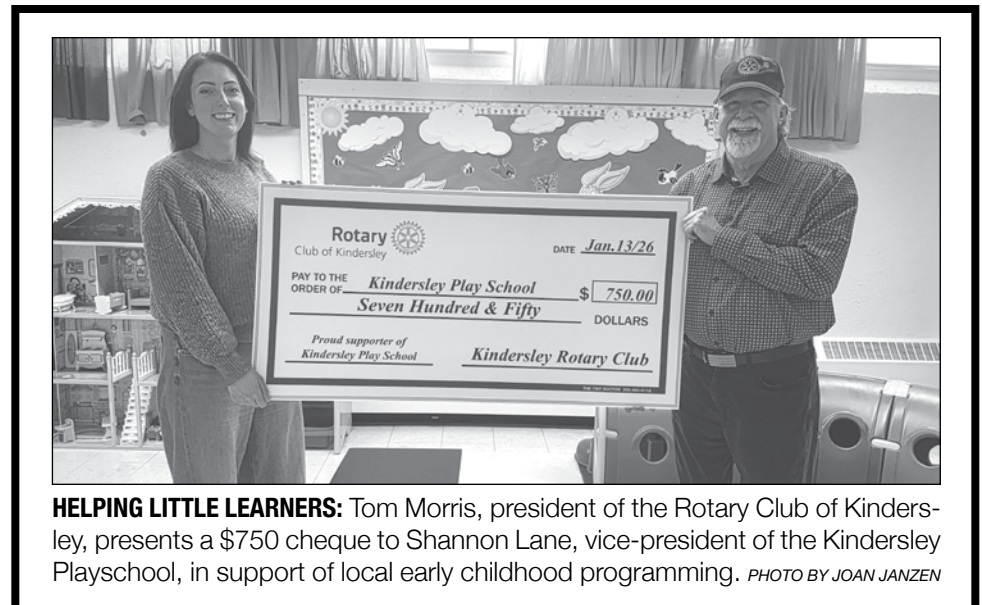 Rotary
Club of Kindersley
DATE Jan.13/26
PAY TO THE
ORDER OF Kindersley Play School $ 750.00
Seven Hundred & Fifty DOLLARS
Proud supporter of
Kindersley Play School
Kindersley Rotary Club
HELPING LITTLE LEARNERS: Tom Morris, president of the Rotary Club of Kinders-
ley, presents a $750 cheque to Shannon Lane, vice-president of the Kindersley
Playschool, in support of local early childhood programming. PHOTO BY JOAN JANZEN